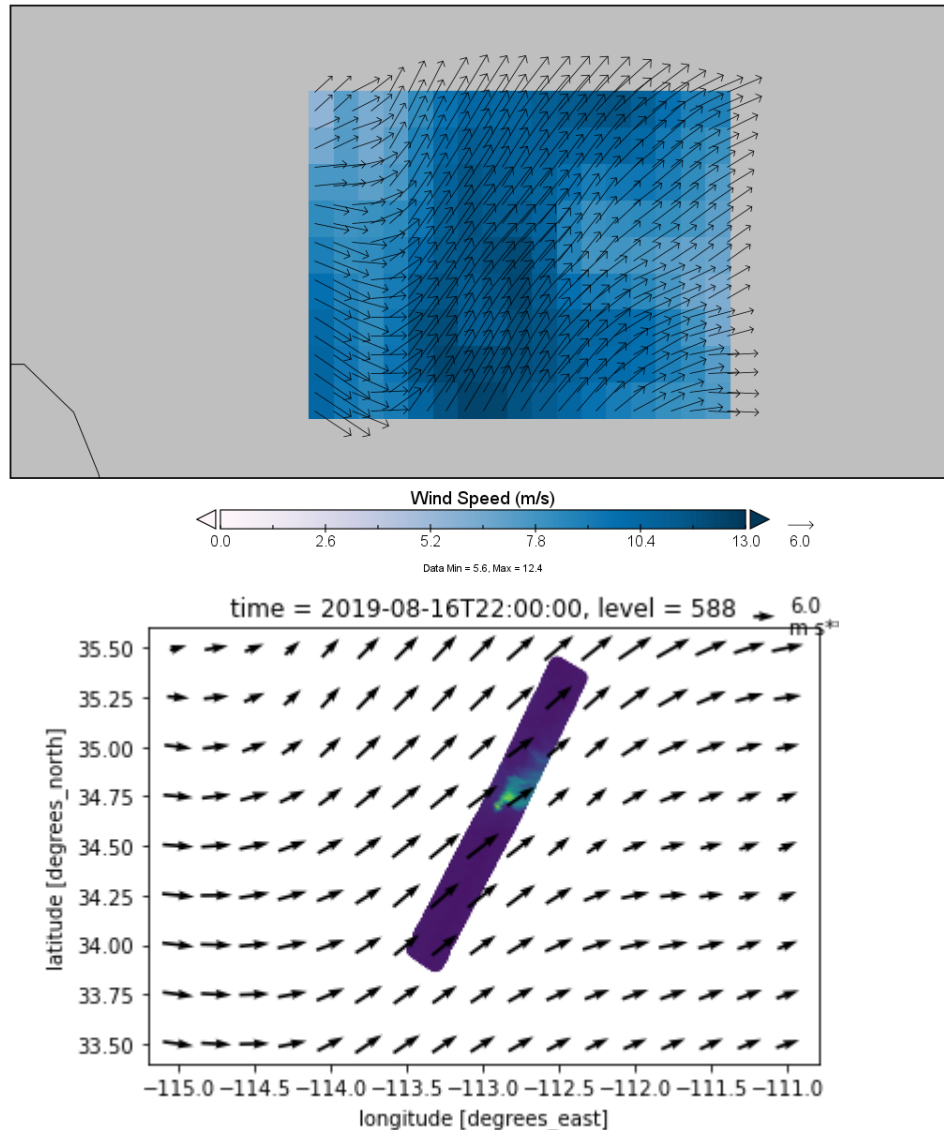 Wind Speed (m/s)
0.0 2.6 5.2 7.8 10.4 13.0 6.0
Data Min = 5.6, Max = 12.4
time = 2019-08-16T22:00:00, level = 588
6.0
m s*
35.50
35.25
35.00
34.75
34.50
34.25
34.00
33.75
33.50
latitude [degrees_north]
−115.0 −114.5 −114.0 −113.5 −113.0 −112.5 −112.0 −111.5 −111.0
longitude [degrees_east]